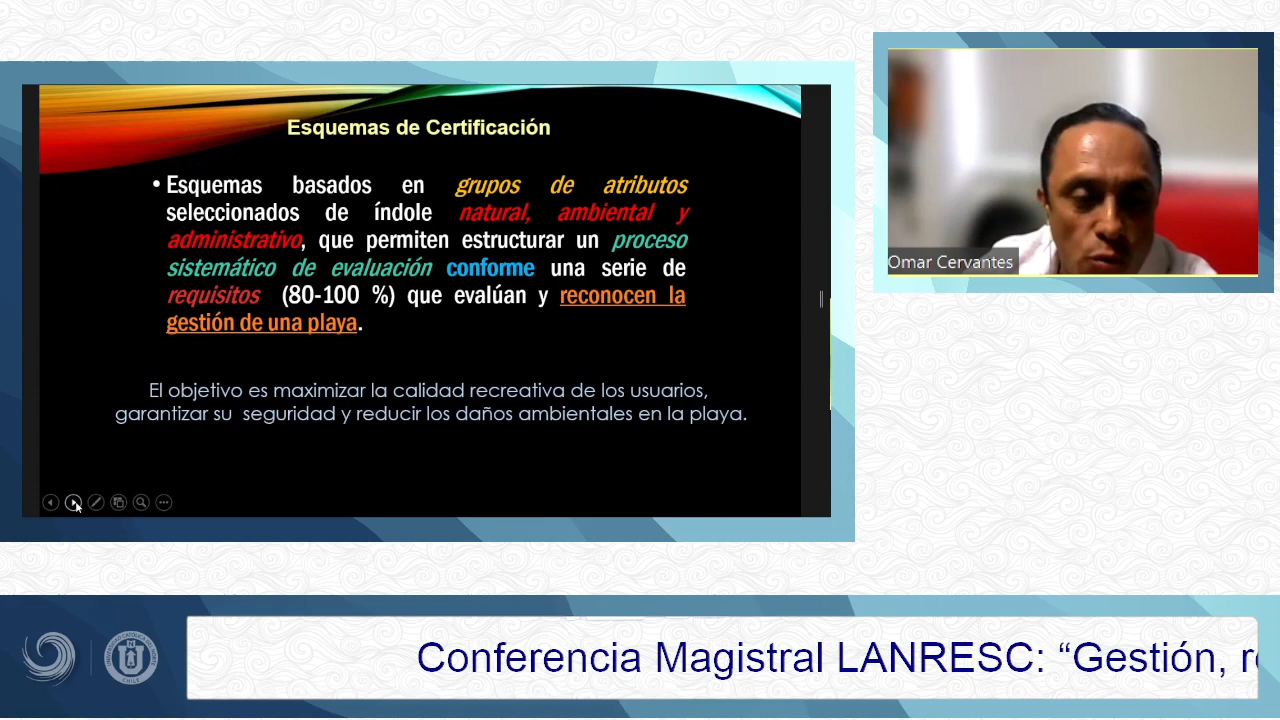 Esquemas de Certificación
• Esquemas basados en grupos de atributos
seleccionados de índole natural, ambiental y
administrativo, que permiten estructurar un proceso
sistemático de evaluación conforme una serie de
requisitos (80-100 %) que evalúan y reconocen la
gestión de una playa.
El objetivo es maximizar la calidad recreativa de los usuarios,
garantizar su seguridad y reducir los daños ambientales en la playa.
Omar Cervantes
Conferencia Magistral LANRESC: “Gestión, re